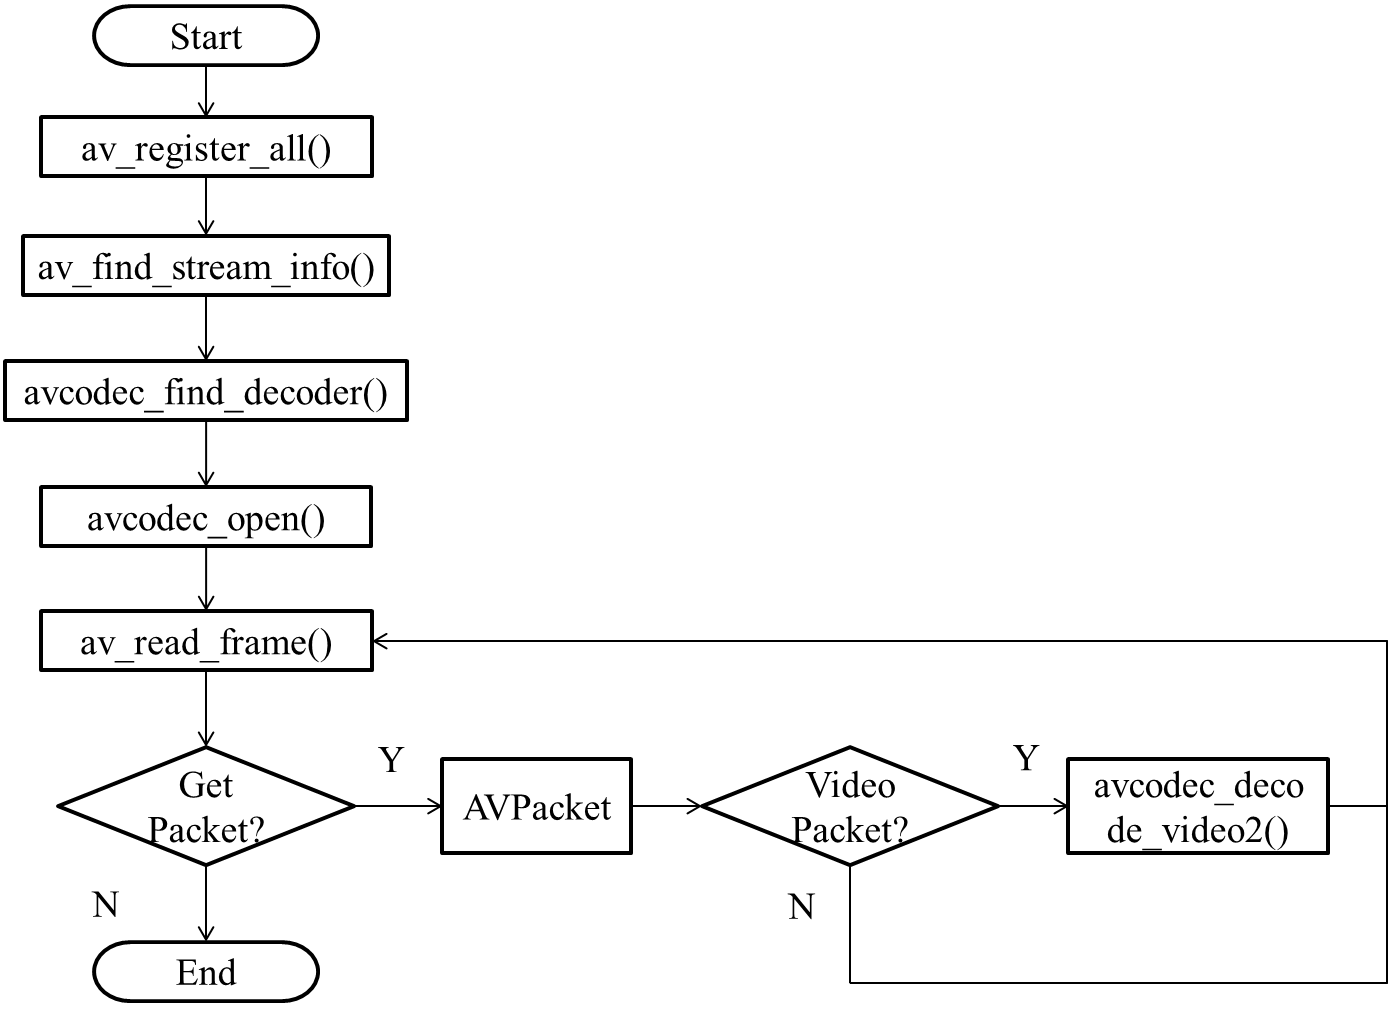 Start
av_register_all()
av_find_stream_info()
avcodec_find_decoder()
avcodec_open()
av_read_frame()
Get
Packet?
Y
AVPacket
Video
Packet?
Y
avcodec_deco
de_video2()
N
N
End